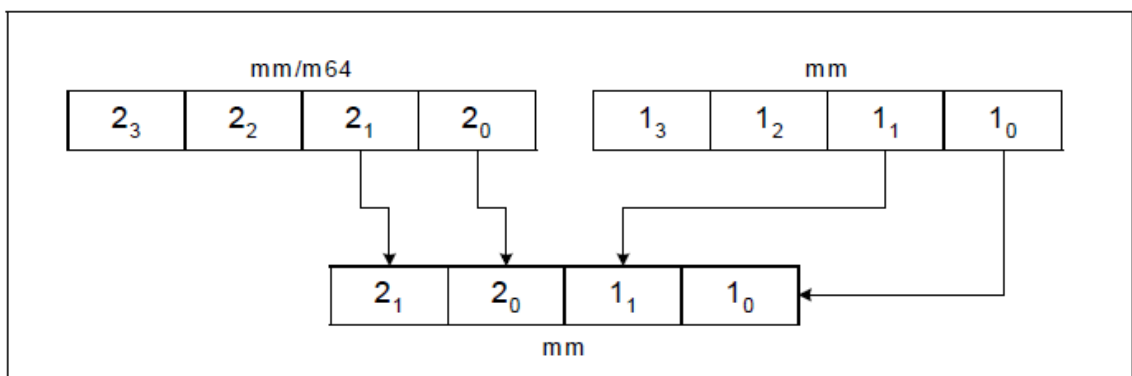 mm/m64 mm
2₃ 2₂ 2₁ 2₀ 1₃ 1₂ 1₁ 1₀
2₁ 2₀ 1₁ 1₀
mm